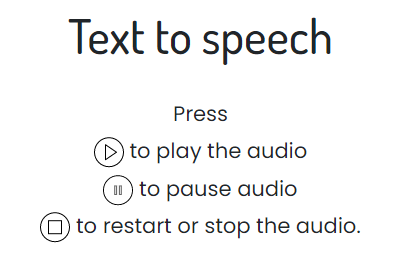 Text to speech
Press
to play the audio
to pause audio
to restart or stop the audio.